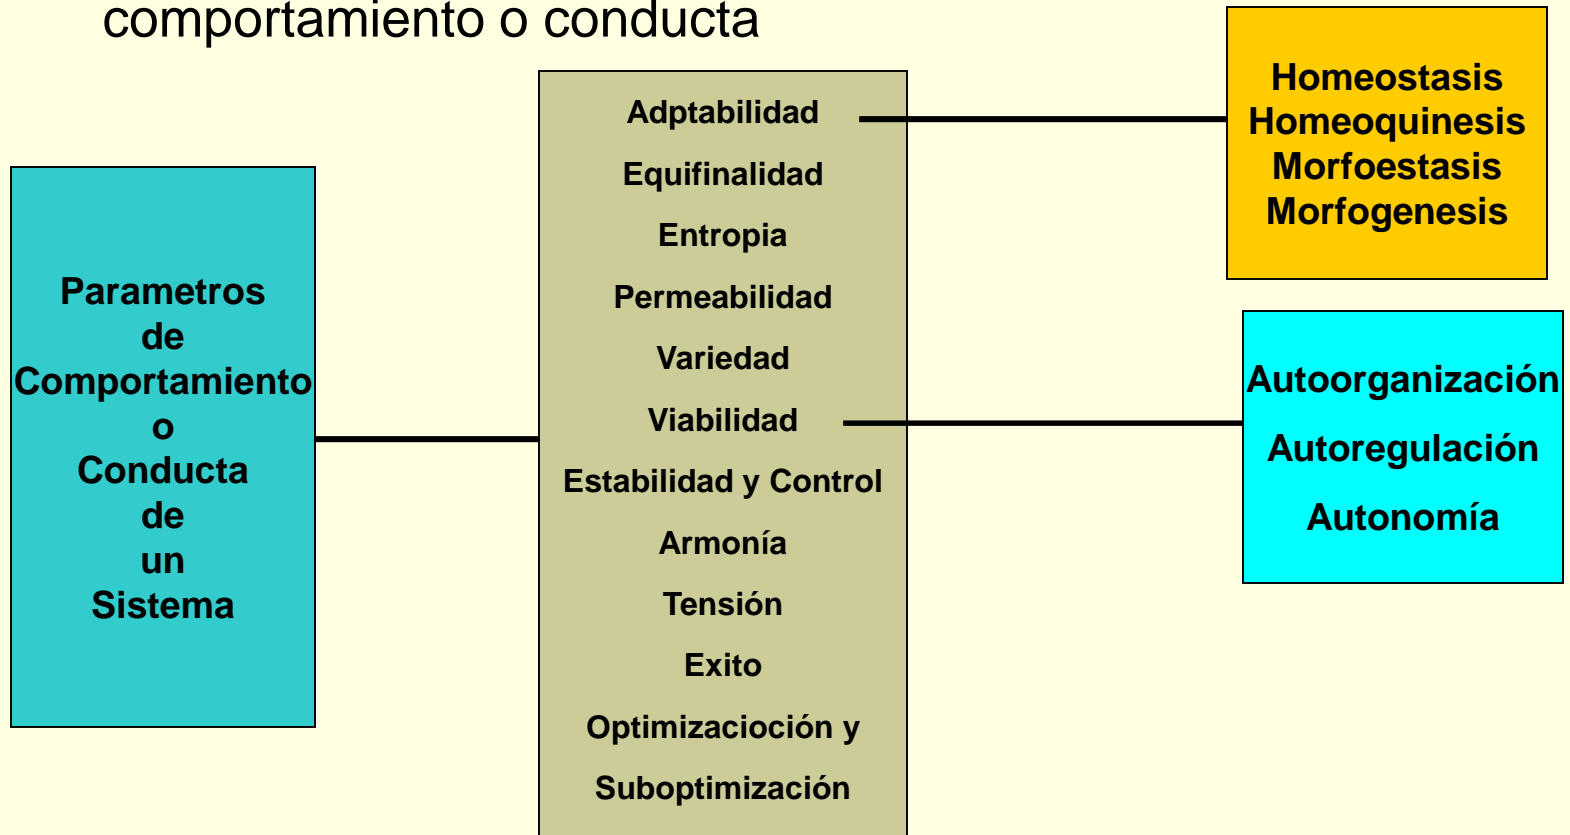 comportamiento o conducta
Parametros
de
Comportamiento
o
Conducta
de
un
Sistema
Adptabilidad
Equifinalidad
Entropia
Permeabilidad
Variedad
Viabilidad
Estabilidad y Control
Armonía
Tensión
Exito
Optimizacioción y
Suboptimización
Homeostasis
Homeoquinesis
Morfoestasis
Morfogenesis
Autoorganización
Autoregulación
Autonomía